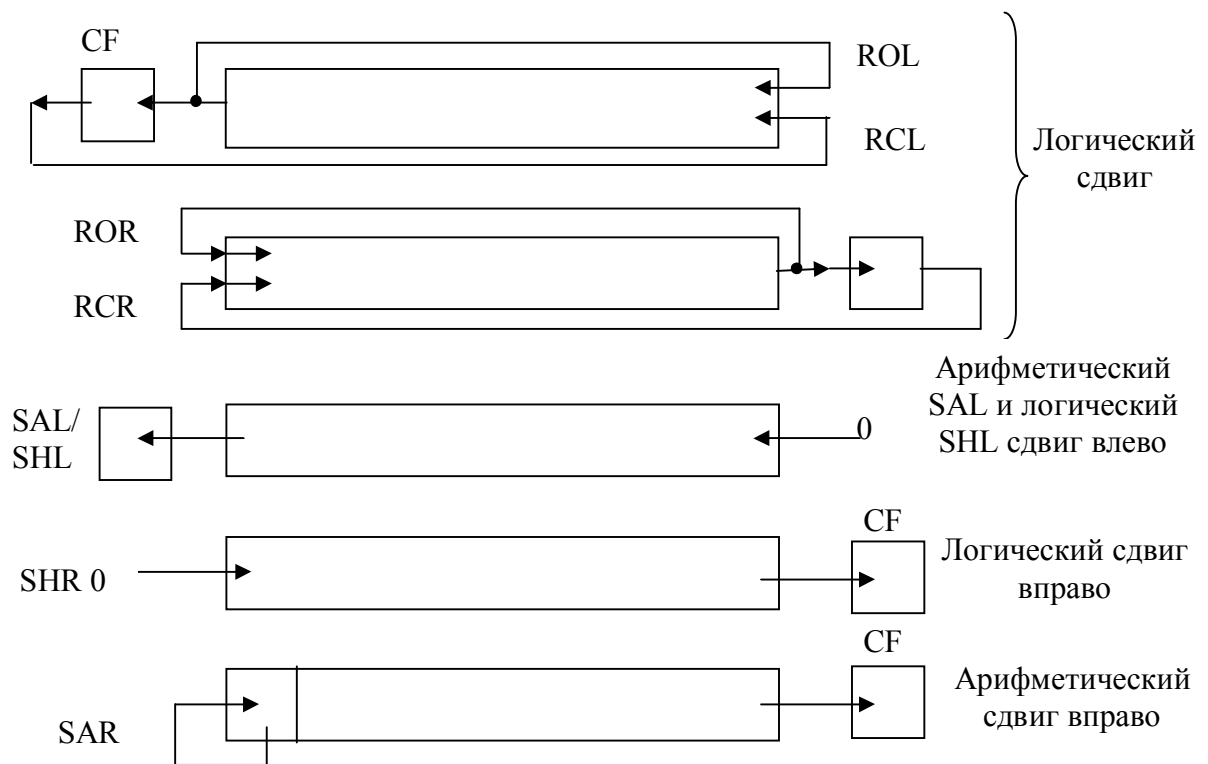 CF
ROL
RCL
Логический
сдвиг
ROR
RCR
Арифметический
SAL и логический
SHL сдвиг влево
SAL/
SHL
0
CF
SHR 0
Логический сдвиг
вправо
CF
SAR
Арифметический
сдвиг вправо